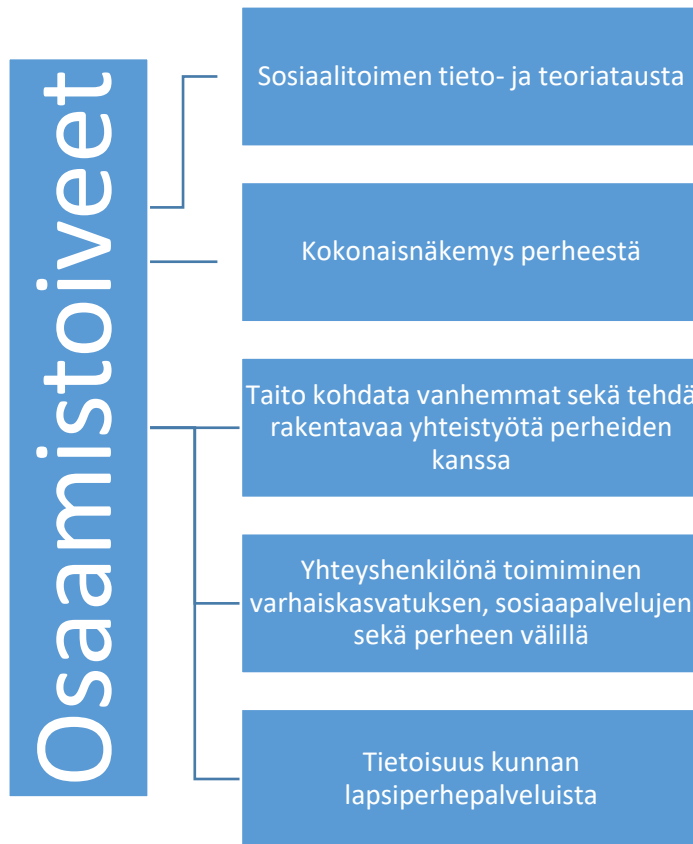 Osaamistoiveet
Sosiaalitoimen tieto- ja teoriatausta
Kokonaisnäkemys perheestä
Taito kohdata vanhemmat sekä tehdä
rakentavaa yhteistyötä perheiden
kanssa
Yhteyshenkilönä toimiminen
varhaiskasvatuksen, sosiaapalvelujen
sekä perheen välillä
Tietoisuus kunnan
lapsiperhepalveluista